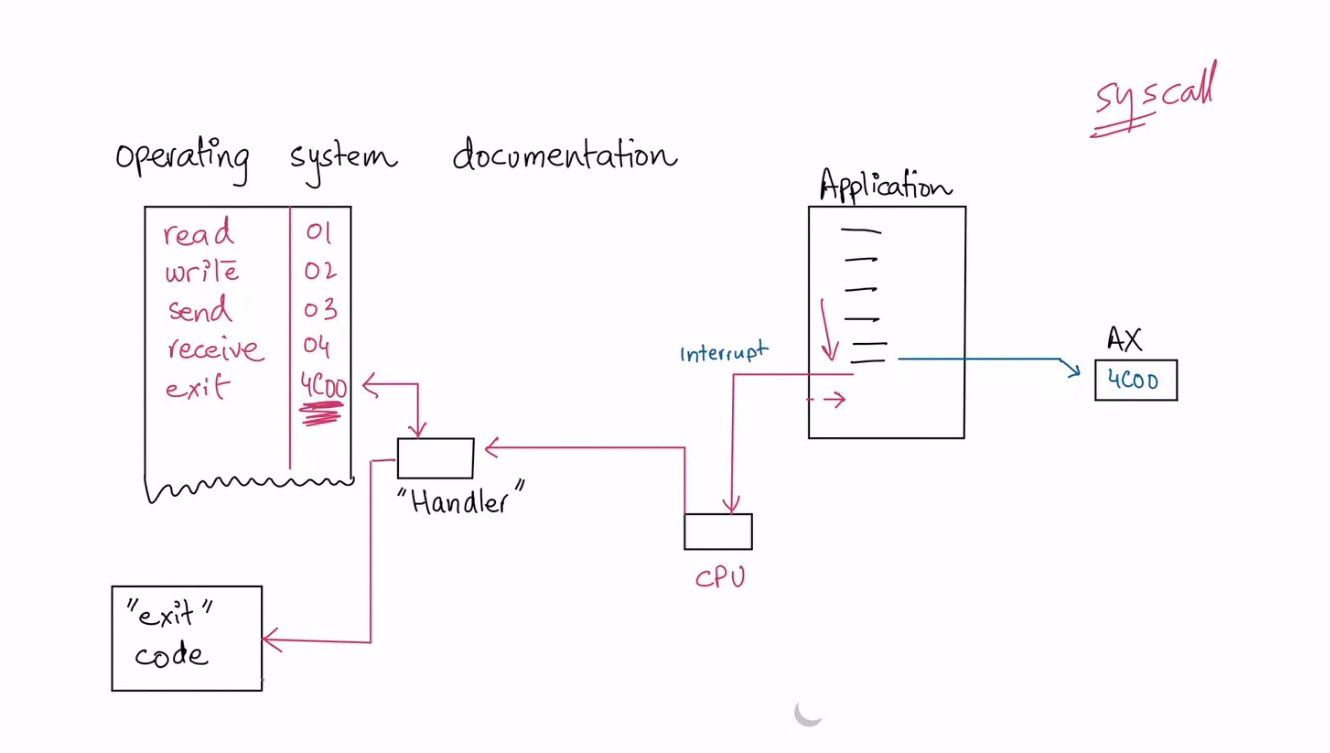 syscall
operating system documentation
Application
read 01
write 02
send 03
receive 04
exit 4C00
Interrupt
AX
4C00
"Handler"
CPU
"exit"
code